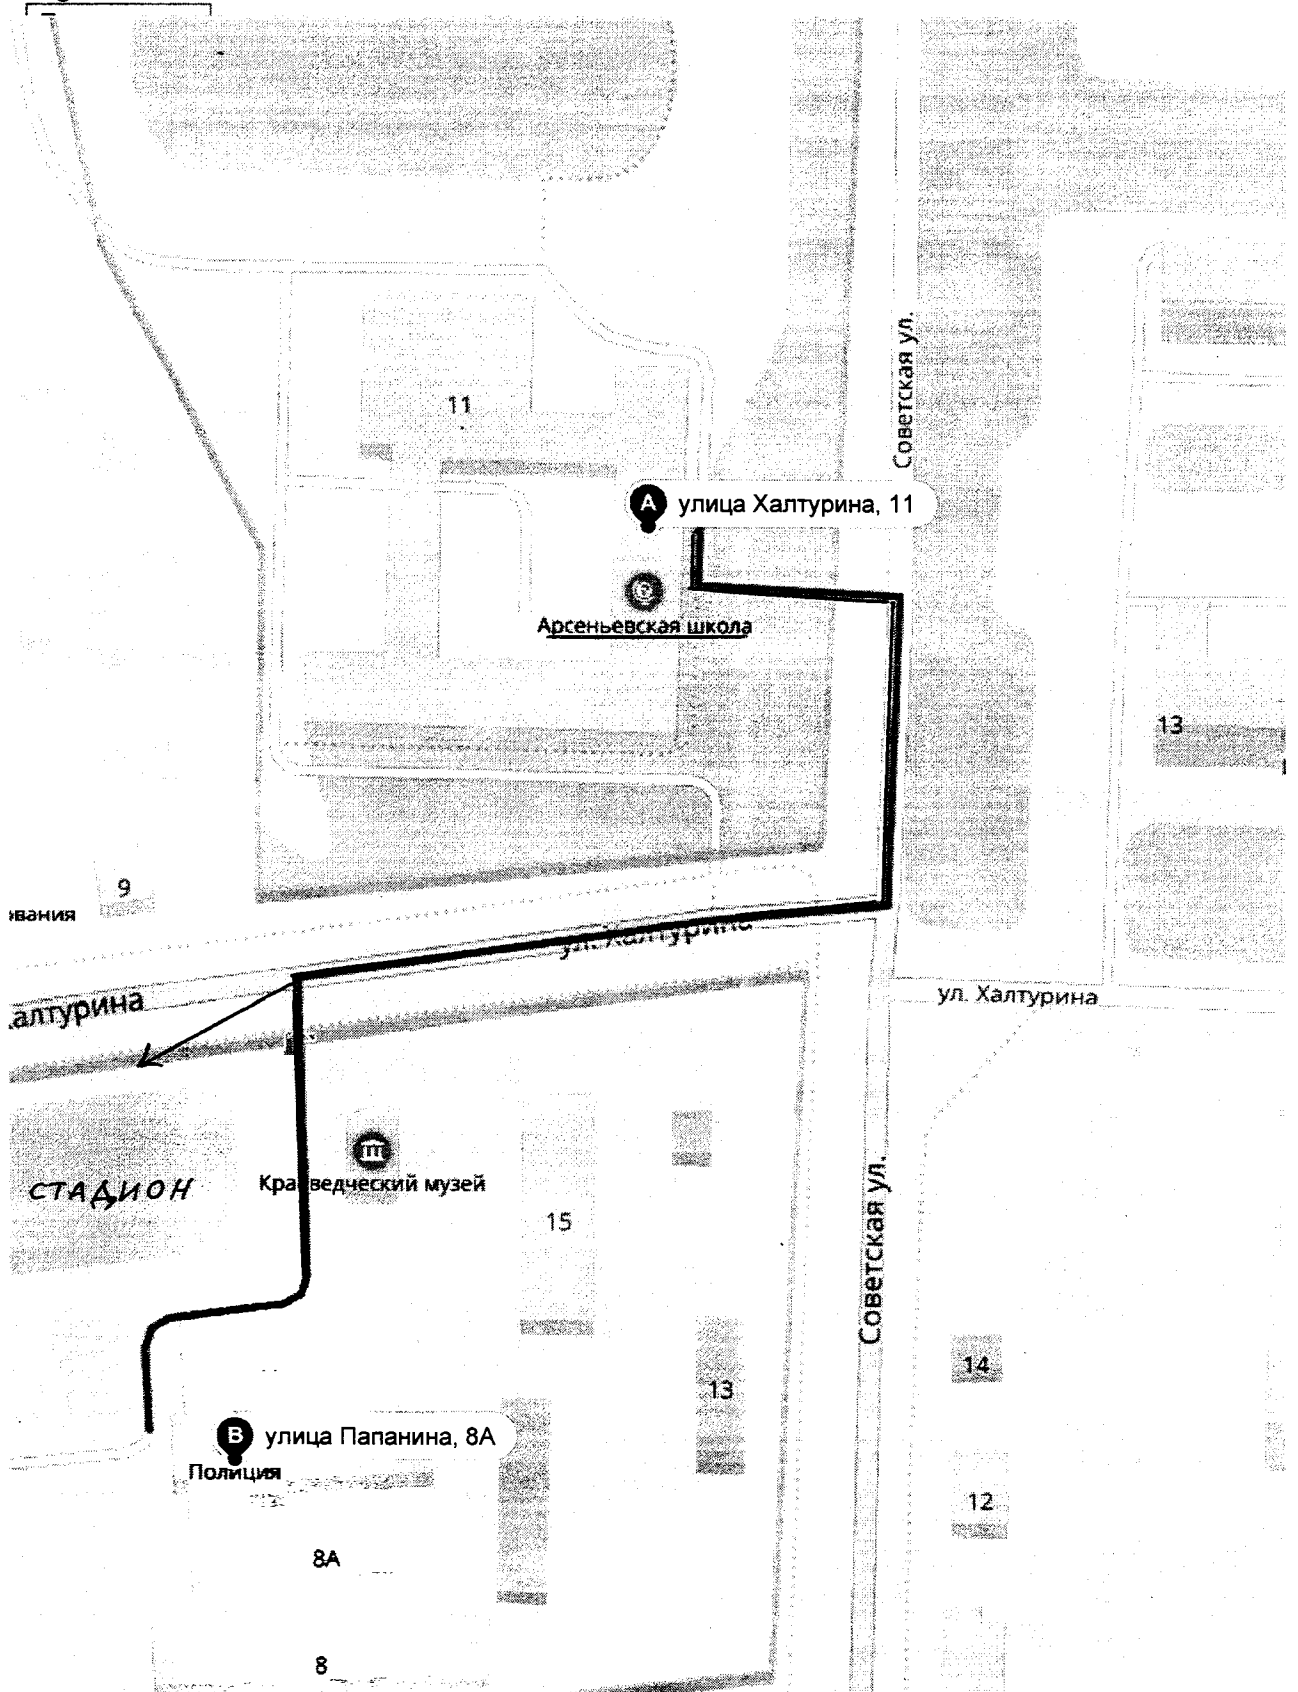 Советская ул.
11
A улица Халтурина, 11
Арсеньевская школа
13
9
ования
ул. Халтурина
алтурина
ул. Халтурина
СТАДИОН
Краеведческий музей
15
Советская ул.
14
13
B улица Папанина, 8А
Полиция
12
8А
8